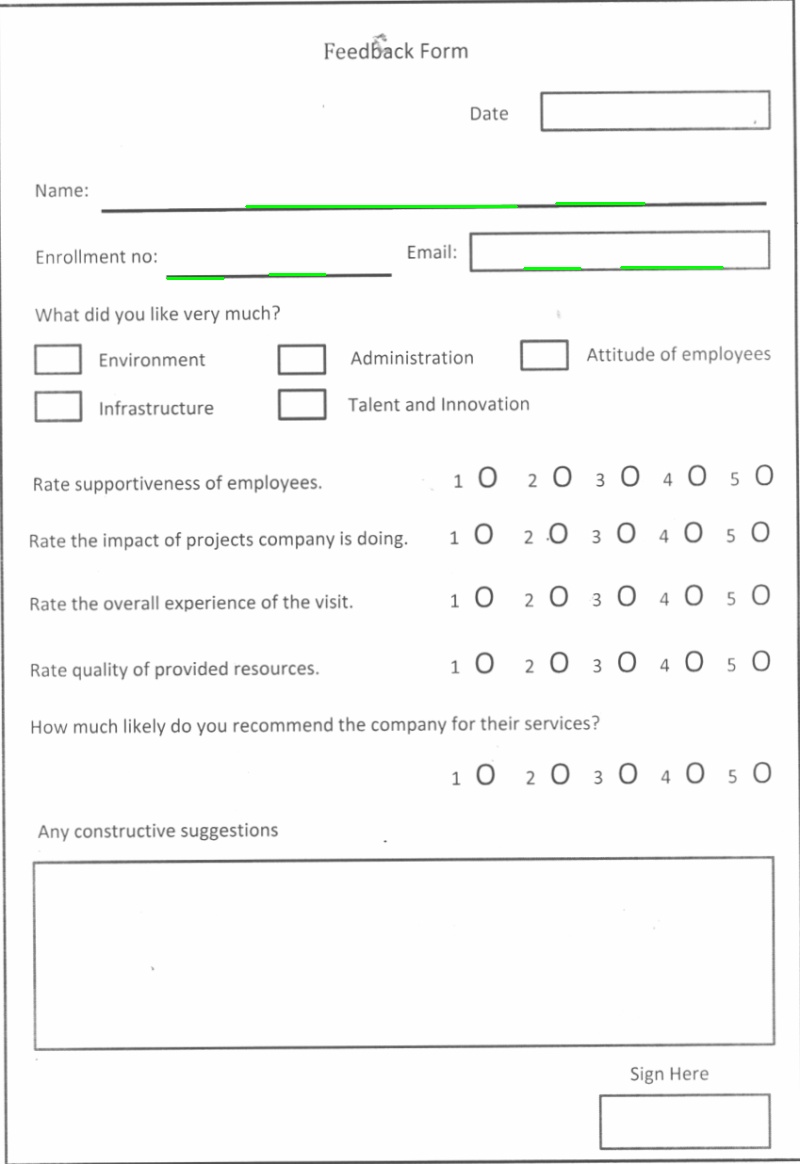 Feedback Form
Date
Name:
Enrollment no: Email:
What did you like very much?
Environment Administration Attitude of employees
Infrastructure Talent and Innovation
Rate supportiveness of employees. 1 O 2 O 3 O 4 O 5 O
Rate the impact of projects company is doing. 1 O 2 O 3 O 4 O 5 O
Rate the overall experience of the visit. 1 O 2 O 3 O 4 O 5 O
Rate quality of provided resources. 1 O 2 O 3 O 4 O 5 O
How much likely do you recommend the company for their services?
1 O 2 O 3 O 4 O 5 O
Any constructive suggestions
Sign Here